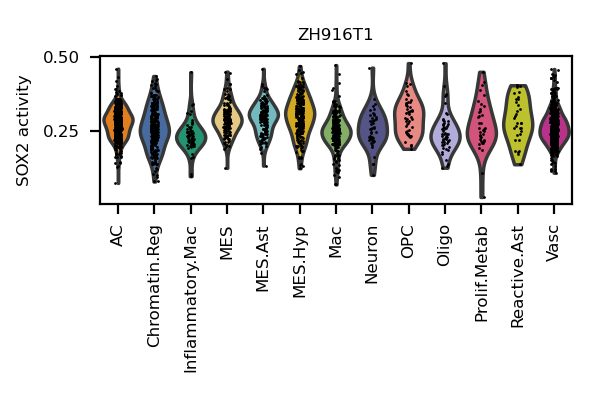 ZH916T1
SOX2 activity
0.50
0.25
AC
Chromatin.Reg
Inflammatory.Mac
MES
MES.Ast
MES.Hyp
Mac
Neuron
OPC
Oligo
Prolif.Metab
Reactive.Ast
Vasc